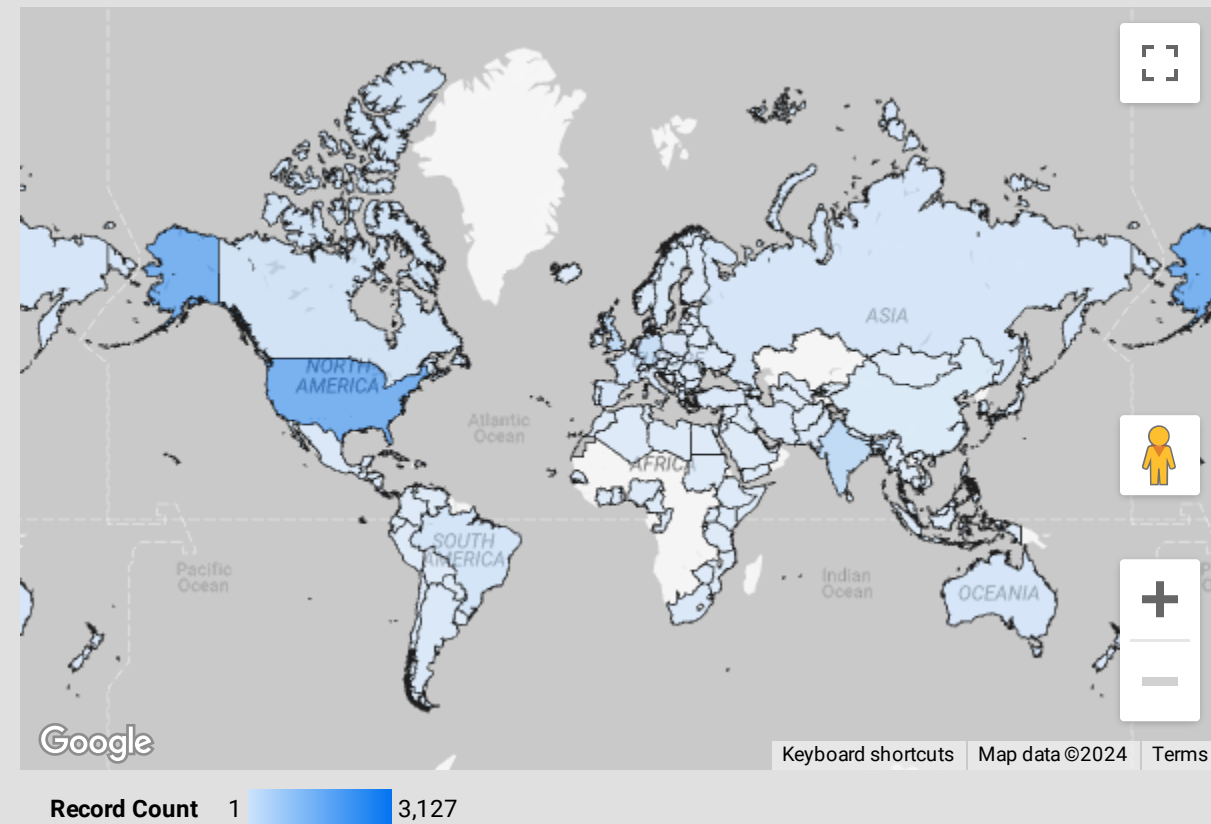 ASIA
NORTH
AMERICA
Atlantic
Ocean
AFRICA
SOUTH
AMERICA
Pacific
Ocean
Indian
Ocean
OCEANIA
Google
Keyboard shortcuts
Map data ©2024
Terms
Record Count 1 3,127